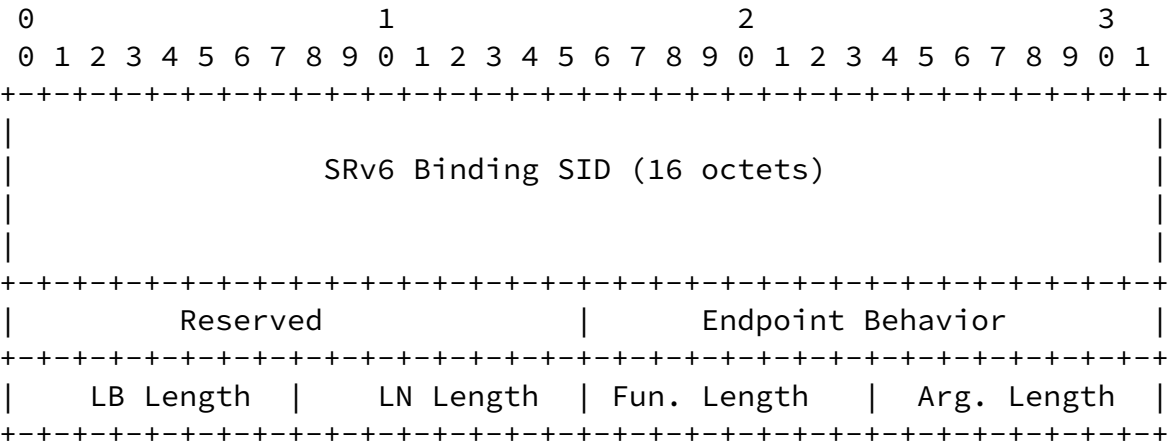 0                   1                   2                   3
 0 1 2 3 4 5 6 7 8 9 0 1 2 3 4 5 6 7 8 9 0 1 2 3 4 5 6 7 8 9 0 1
+-+-+-+-+-+-+-+-+-+-+-+-+-+-+-+-+-+-+-+-+-+-+-+-+-+-+-+-+-+-+-+-+
|                                                               |
|                 SRv6 Binding SID (16 octets)                  |
|                                                               |
|                                                               |
+-+-+-+-+-+-+-+-+-+-+-+-+-+-+-+-+-+-+-+-+-+-+-+-+-+-+-+-+-+-+-+-+
|         Reserved              |      Endpoint Behavior        |
+-+-+-+-+-+-+-+-+-+-+-+-+-+-+-+-+-+-+-+-+-+-+-+-+-+-+-+-+-+-+-+-+
|    LB Length  |    LN Length  | Fun. Length   |  Arg. Length  |
+-+-+-+-+-+-+-+-+-+-+-+-+-+-+-+-+-+-+-+-+-+-+-+-+-+-+-+-+-+-+-+-+